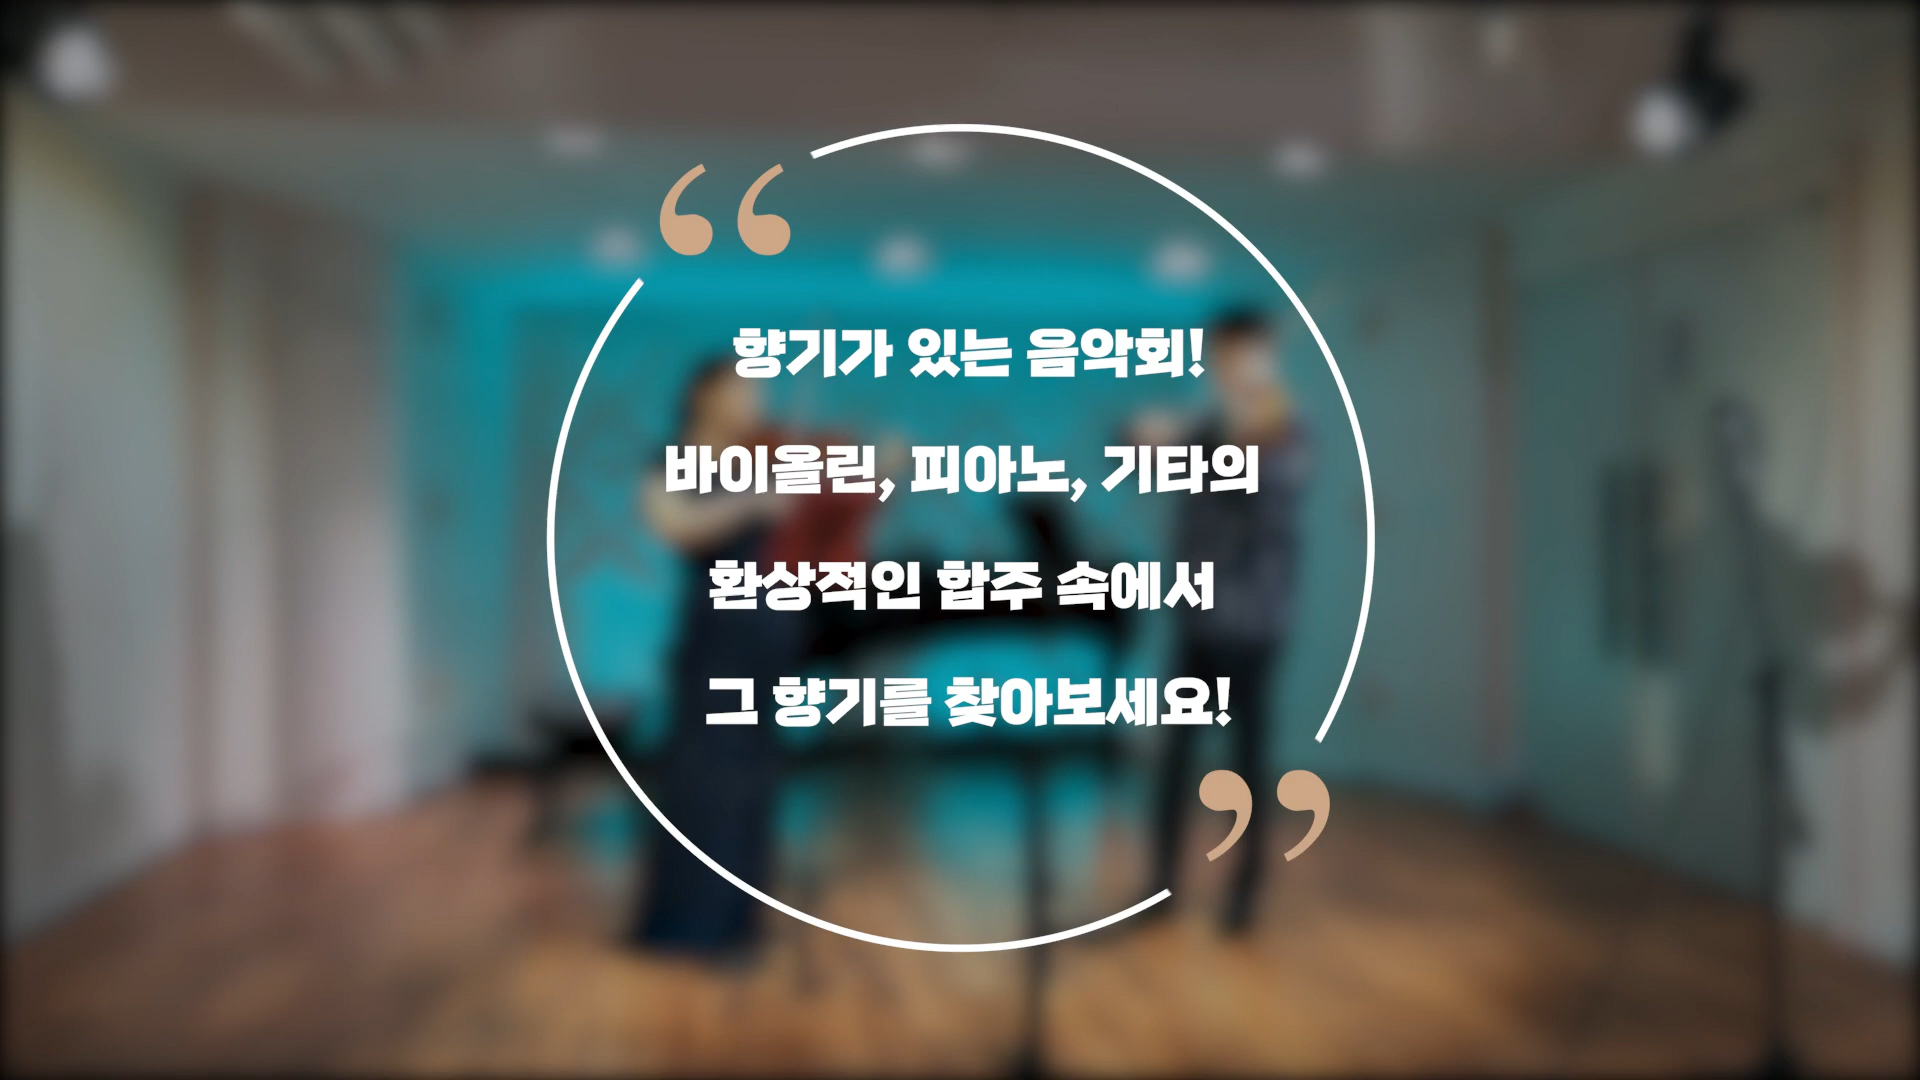 향기가 있는 음악회!
바이올린, 피아노, 기타의
환상적인 합주 속에서
그 향기를 찾아보세요!